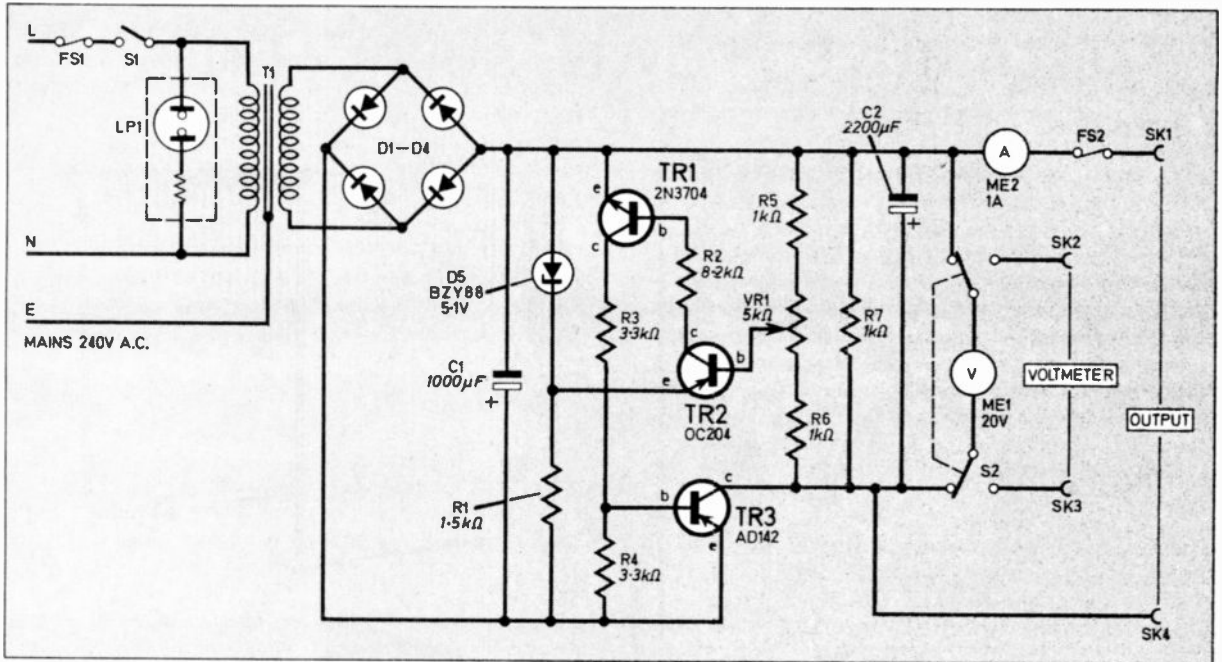 L
FS1
S1
T1
LP1
D1—D4
N
E
MAINS 240V A.C.
C1
1000µF
+
D5
BZY88
5·1V
R1
1·5kΩ
TR1
2N3704
e
b
c
R2
8·2kΩ
R3
3·3kΩ
VR1
5kΩ
c
b
e
TR2
OC204
R4
3·3kΩ
b
c
e
TR3
AD142
R5
1kΩ
R6
1kΩ
R7
1kΩ
C2
2200µF
+
A
ME2
1A
FS2
SK1
SK2
V
ME1
20V
VOLTMETER
OUTPUT
S2
SK3
SK4